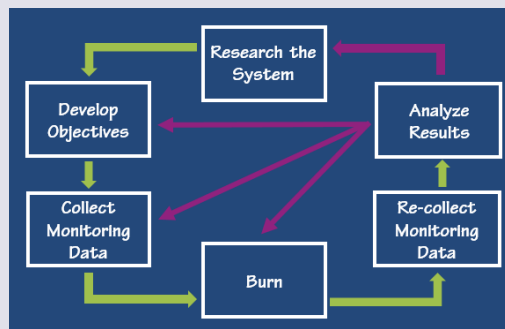 Research the
System
Develop
Objectives
Analyze
Results
Collect
Monitoring
Data
Re-collect
Monitoring
Data
Burn